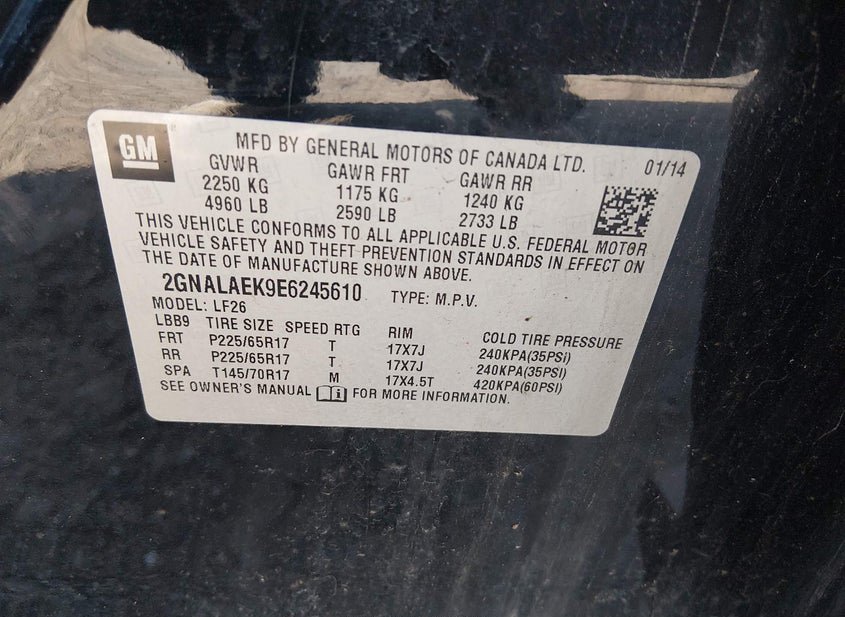 GM
MFD BY GENERAL MOTORS OF CANADA LTD. 01/14
GVWR GAWR FRT GAWR RR
2250 KG 1175 KG 1240 KG
4960 LB 2590 LB 2733 LB
THIS VEHICLE CONFORMS TO ALL APPLICABLE U.S. FEDERAL MOTOR
VEHICLE SAFETY AND THEFT PREVENTION STANDARDS IN EFFECT ON
THE DATE OF MANUFACTURE SHOWN ABOVE.
2GNALAEK9E6245610 TYPE: M.P.V.
MODEL: LF26
LBB9 TIRE SIZE SPEED RTG RIM COLD TIRE PRESSURE
FRT P225/65R17 T 17X7J 240KPA(35PSI)
RR P225/65R17 T 17X7J 240KPA(35PSI)
SPA T145/70R17 M 17X4.5T 420KPA(60PSI)
SEE OWNER'S MANUAL i FOR MORE INFORMATION.